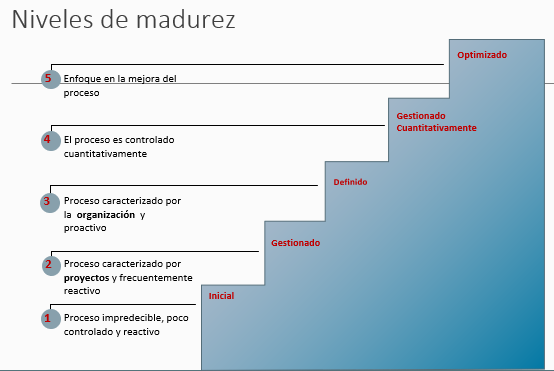 Niveles de madurez
Optimizado
5 Enfoque en la mejora del
proceso
Gestionado
Cuantitativamente
4 El proceso es controlado
cuantitativamente
Definido
3 Proceso caracterizado por
la organización y
proactivo
Gestionado
2 Proceso caracterizado por
proyectos y frecuentemente
reactivo
Inicial
1 Proceso impredecible, poco
controlado y reactivo